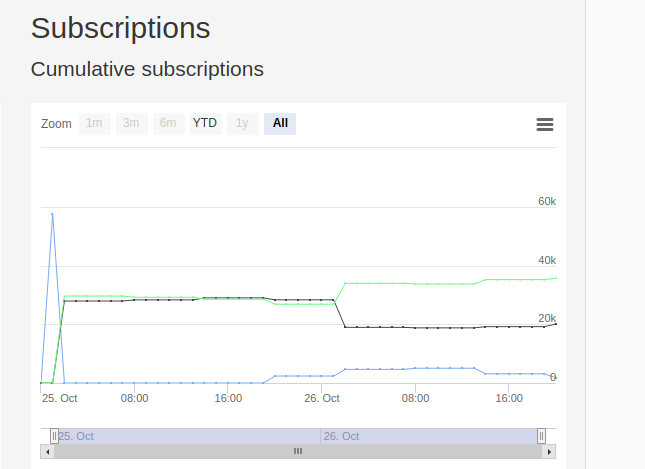 Subscriptions
Cumulative subscriptions
Zoom 1m 3m 6m YTD 1y All
60k
40k
20k
0
25. Oct 08:00 16:00 26. Oct 08:00 16:00
25. Oct 26. Oct